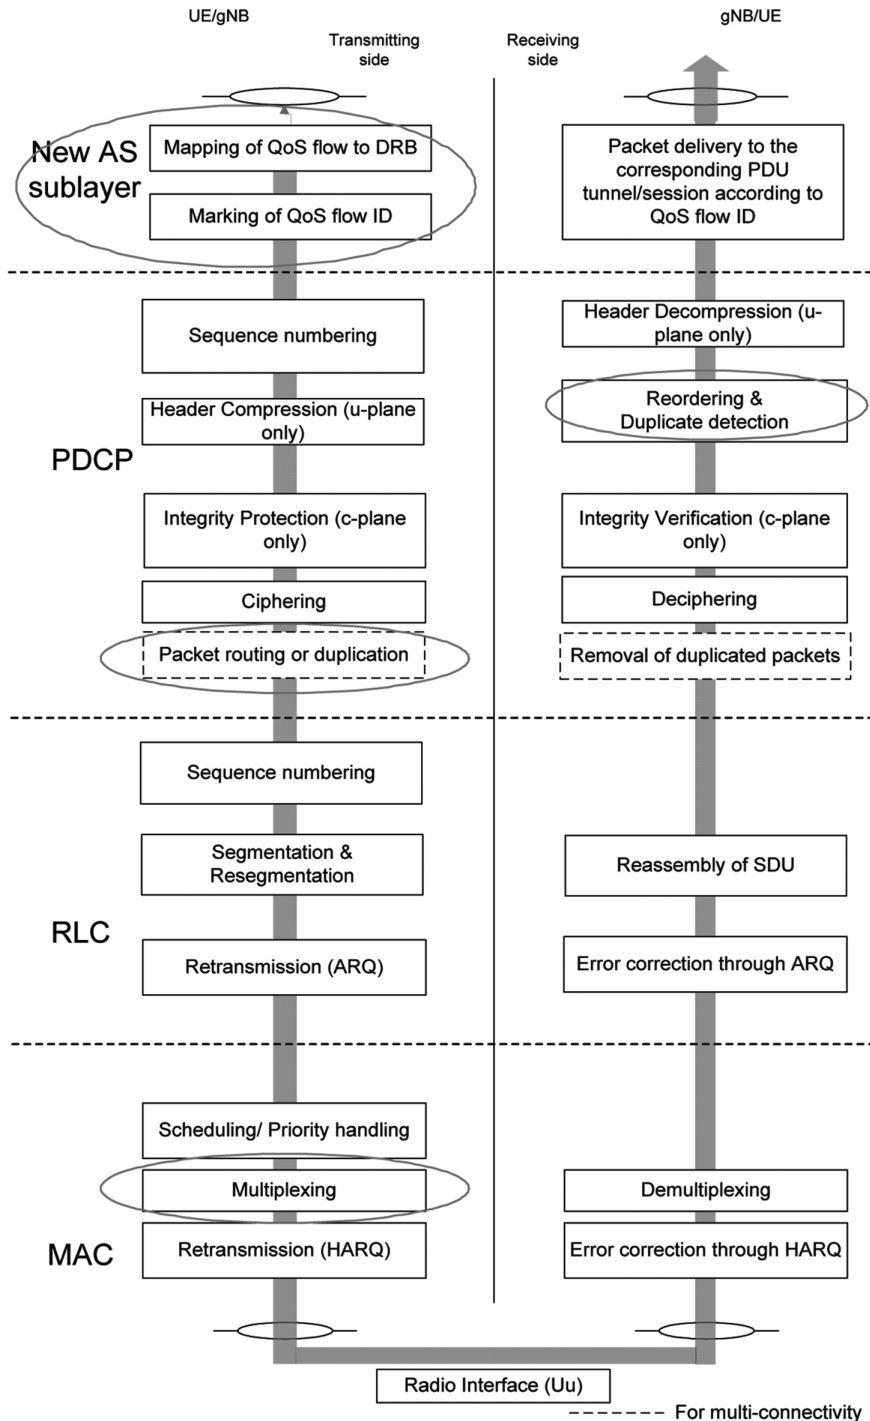 UE/gNB
gNB/UE
Transmitting
side
Receiving
side
New AS
sublayer
Mapping of QoS flow to DRB
Marking of QoS flow ID
Packet delivery to the
corresponding PDU
tunnel/session according to
QoS flow ID
PDCP
Sequence numbering
Header Compression (u-plane
only)
Integrity Protection (c-plane
only)
Ciphering
Packet routing or duplication
Header Decompression (u-
plane only)
Reordering &
Duplicate detection
Integrity Verification (c-plane
only)
Deciphering
Removal of duplicated packets
RLC
Sequence numbering
Segmentation &
Resegmentation
Retransmission (ARQ)
Reassembly of SDU
Error correction through ARQ
MAC
Scheduling/ Priority handling
Multiplexing
Retransmission (HARQ)
Demultiplexing
Error correction through HARQ
Radio Interface (Uu)
For multi-connectivity